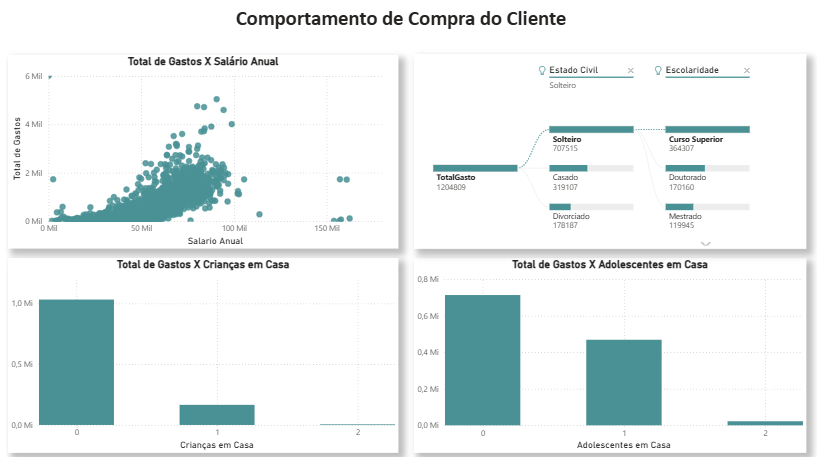 Comportamento de Compra do Cliente
Total de Gastos X Salário Anual
6 Mil
4 Mil
2 Mil
0 Mil
Total de Gastos
0 Mil
50 Mil
100 Mil
150 Mil
Salario Anual
Estado Civil
Escolaridade
Solteiro
TotalGasto
1204809
Solteiro
707515
Casado
319107
Divorciado
178187
Curso Superior
364307
Doutorado
170160
Mestrado
119945
Total de Gastos X Crianças em Casa
1,0 Mi
0,5 Mi
0,0 Mi
0
1
2
Crianças em Casa
Total de Gastos X Adolescentes em Casa
0,8 Mi
0,6 Mi
0,4 Mi
0,2 Mi
0,0 Mi
0
1
2
Adolescentes em Casa